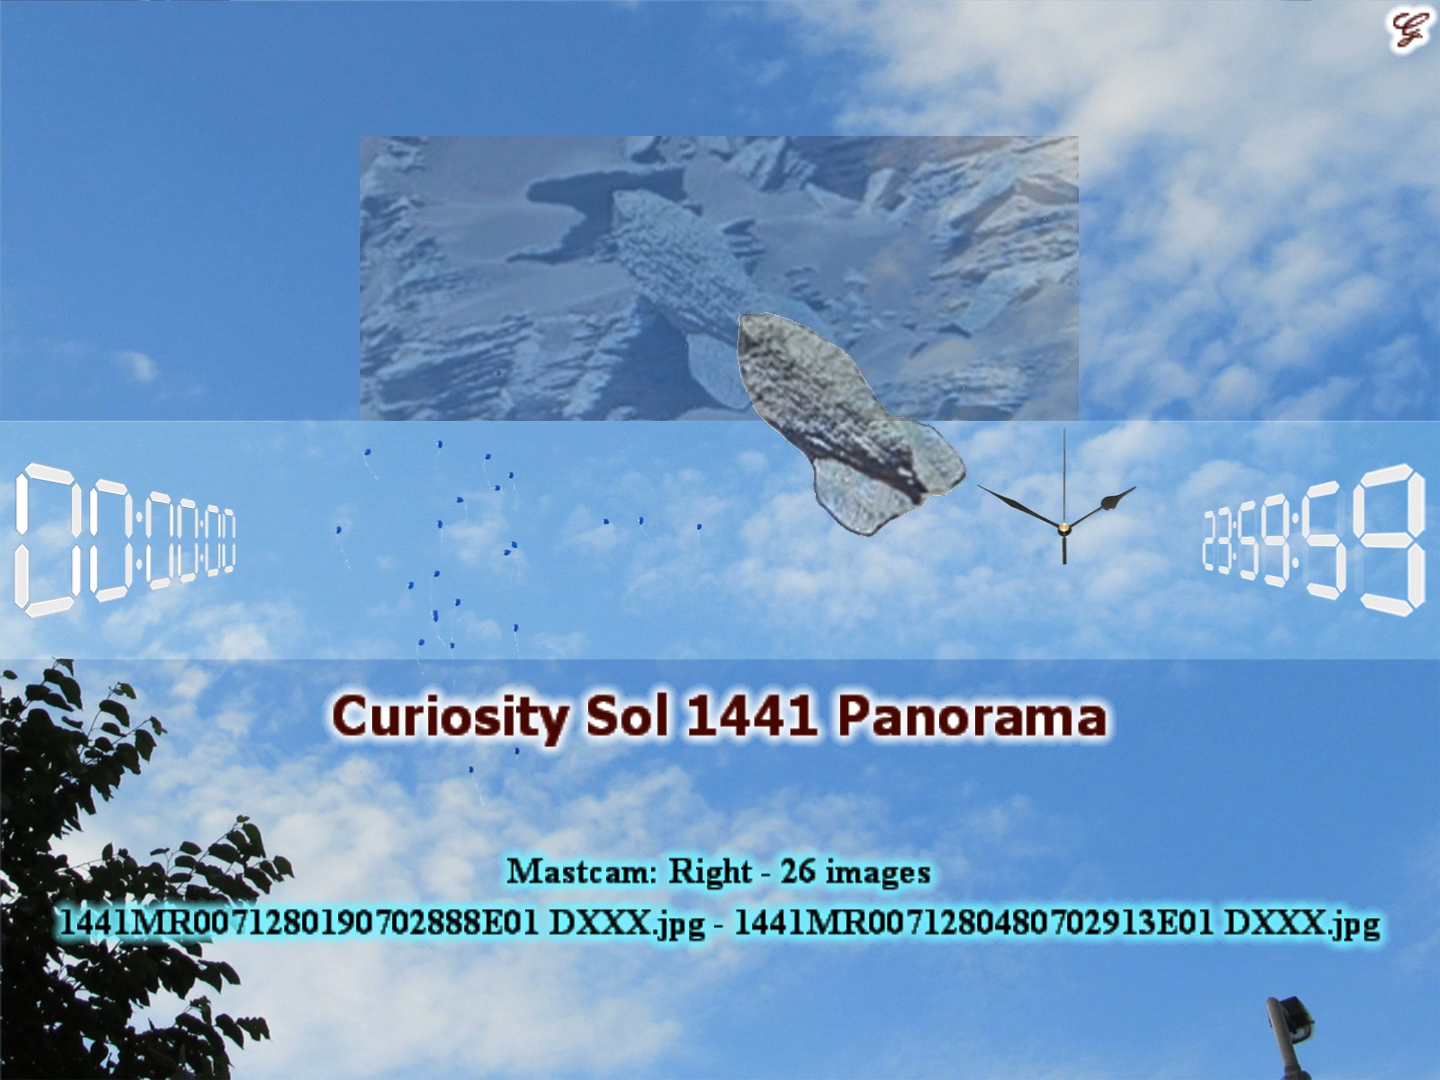 G
00:00:00
23:59:59
Curiosity Sol 1441 Panorama
Mastcam: Right - 26 images
1441MR0071280190702888E01 DXXX.jpg - 1441MR0071280480702913E01 DXXX.jpg